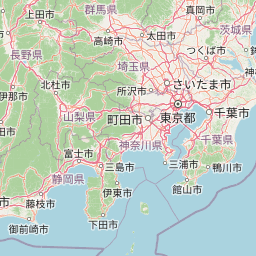 群馬県
真岡市
上田市
高崎市
太田市
茨城県
つくば市
長野県
埼玉県
北杜市
所沢市
さいたま市
伊那市
山梨県
町田市
東京都
千葉市
千葉県
富士市
神奈川県
静岡県
三島市
三浦市
鴨川市
館山市
藤枝市
伊東市
御前崎市
下田市